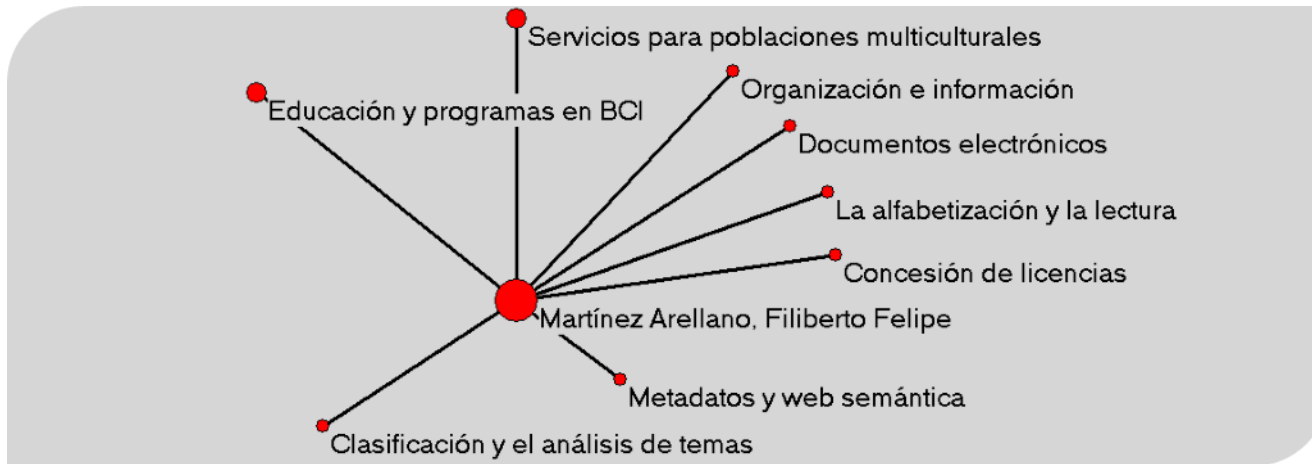 Servicios para poblaciones multiculturales
Organización e información
Educación y programas en BCI
Documentos electrónicos
La alfabetización y la lectura
Concesión de licencias
Martínez Arellano, Filiberto Felipe
Metadatos y web semántica
Clasificación y el análisis de temas